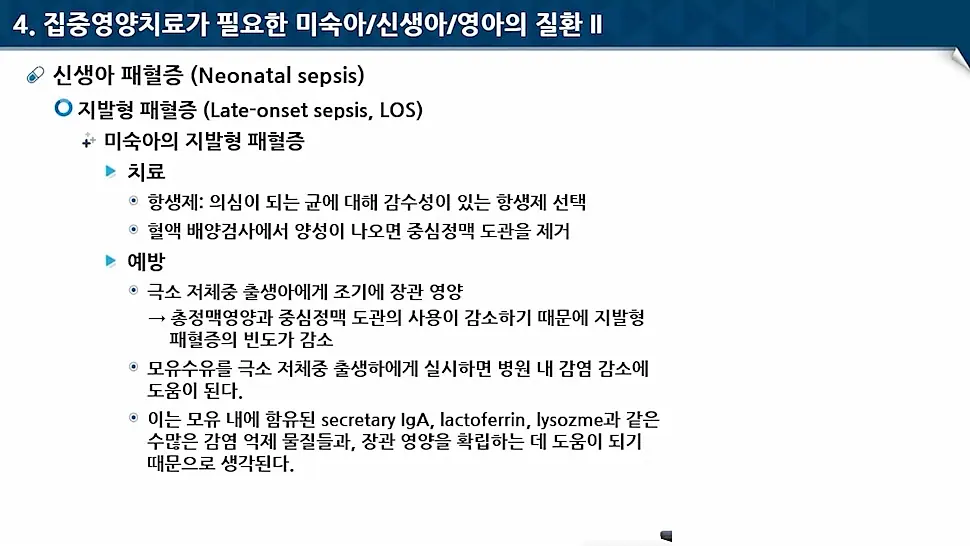 4. 집중영양치료가 필요한 미숙아/신생아/영아의 질환 II
신생아 패혈증 (Neonatal sepsis)
지발형 패혈증 (Late-onset sepsis, LOS)
미숙아의 지발형 패혈증
치료
항생제: 의심이 되는 균에 대해 감수성이 있는 항생제 선택
혈액 배양검사에서 양성이 나오면 중심정맥 도관을 제거
예방
극소 저체중 출생아에게 조기에 장관 영양
→ 총정맥영양과 중심정맥 도관의 사용이 감소하기 때문에 지발형
패혈증의 빈도가 감소
모유수유를 극소 저체중 출생하에게 실시하면 병원 내 감염 감소에
도움이 된다.
이는 모유 내에 함유된 secretary IgA, lactoferrin, lysozme과 같은
수많은 감염 억제 물질들과, 장관 영양을 확립하는 데 도움이 되기
때문으로 생각된다.